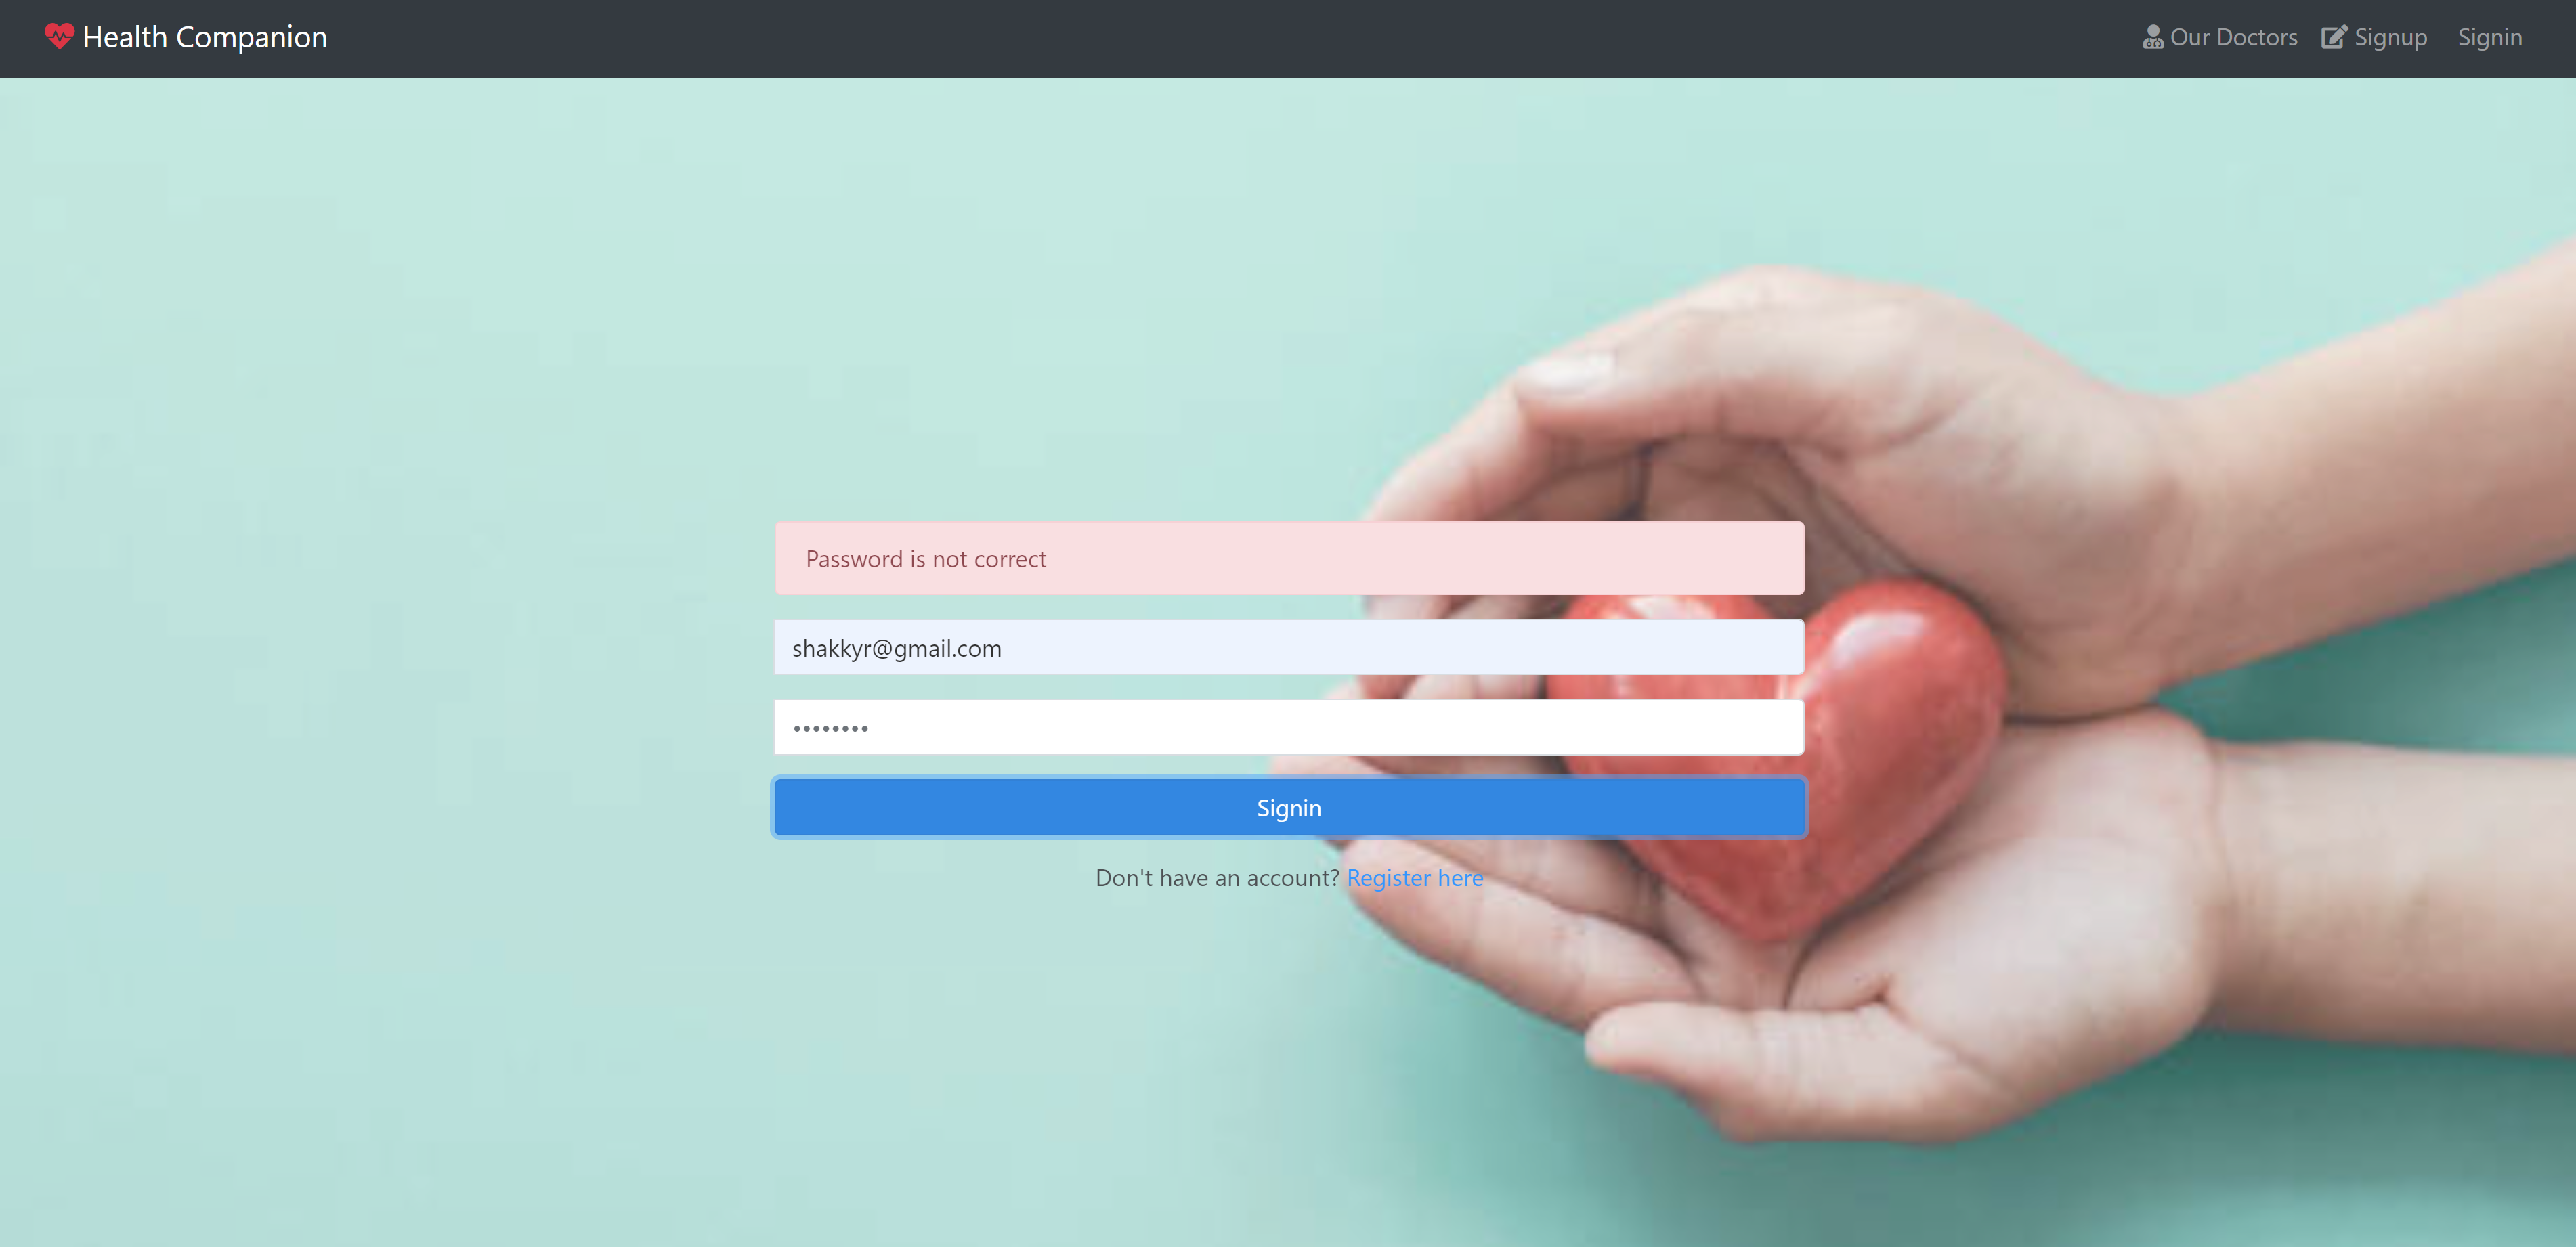 Health Companion
Our Doctors
Signup
Signin
Password is not correct
shakkyr@gmail.com
••••••••
Signin
Don't have an account? Register here